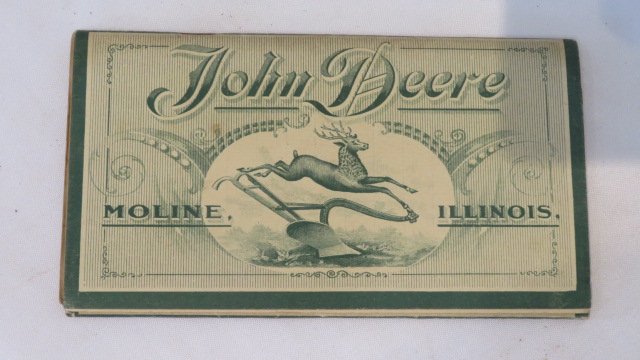 John Deere
MOLINE, ILLINOIS.